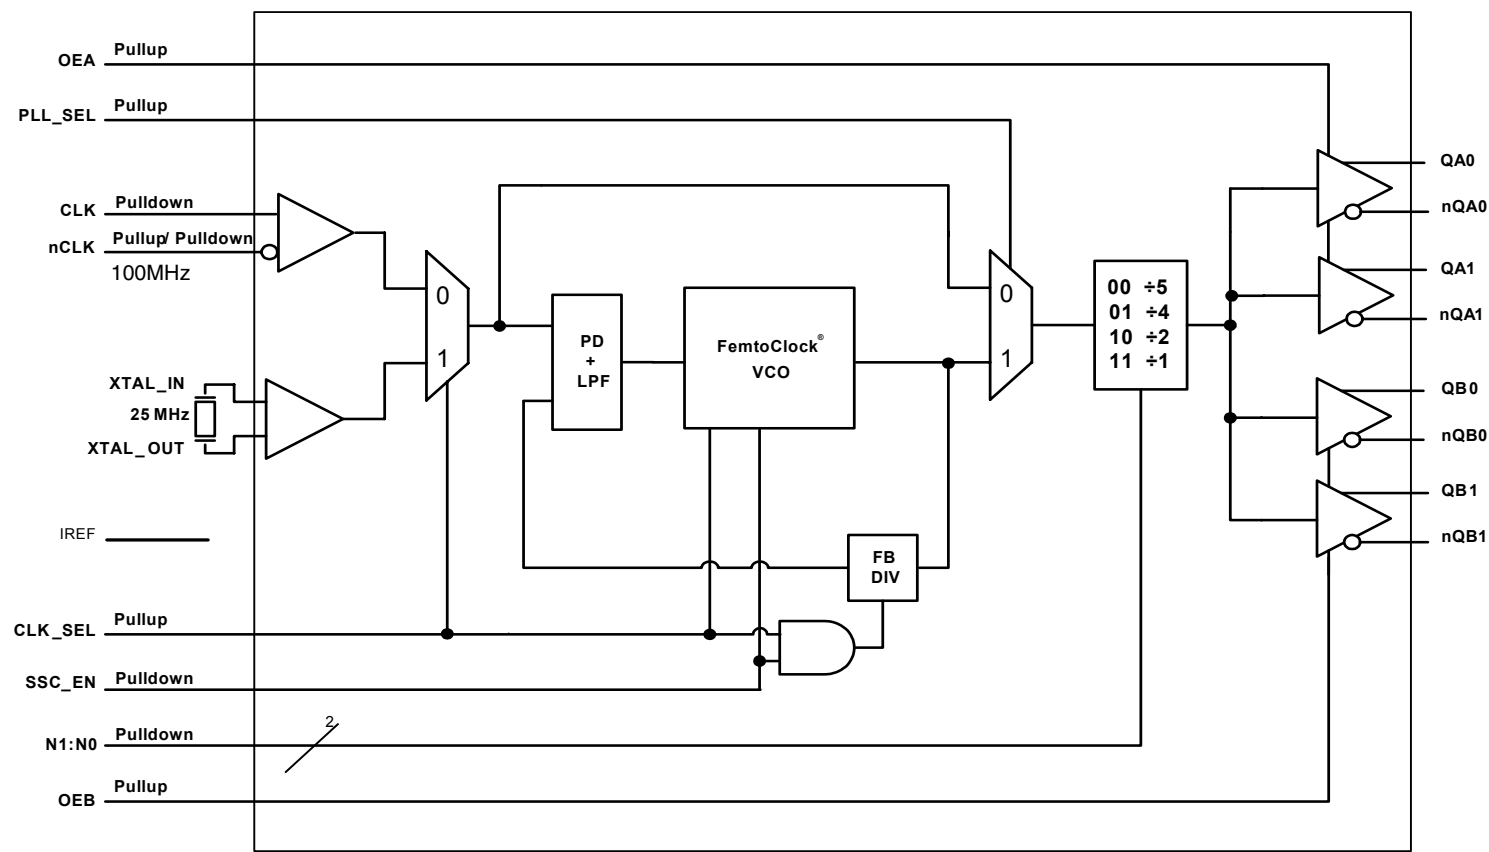 OEA Pullup
PLL_SEL Pullup
CLK Pulldown
nCLK Pullup/ Pulldown
100MHz
XTAL_IN
25 MHz
XTAL_OUT
IREF
CLK_SEL Pullup
SSC_EN Pulldown
N1:N0 Pulldown
2
OEB Pullup
0
1
PD
+
LPF
FemtoClock®
VCO
FB
DIV
0
1
00 ÷5
01 ÷4
10 ÷2
11 ÷1
QA0
nQA0
QA1
nQA1
QB0
nQB0
QB1
nQB1